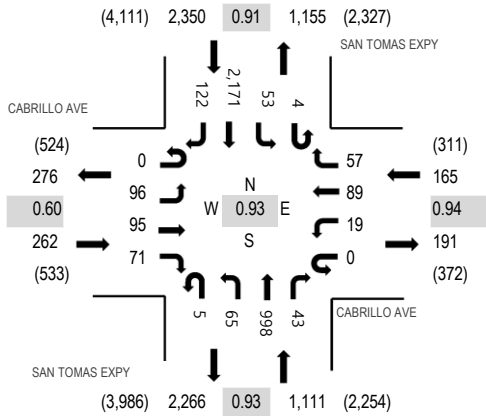 (4,111) 2,350 0.91 1,155 (2,327)
SAN TOMAS EXPY
122 2,171 53 4
CABRILLO AVE
(524) (311)
276 0 57 165
0.60 96 N 89 0.94
W 0.93 E
262 95 S 19 191
(533) 71 0 (372)
5 65 998 43
CABRILLO AVE
SAN TOMAS EXPY
(3,986) 2,266 0.93 1,111 (2,254)